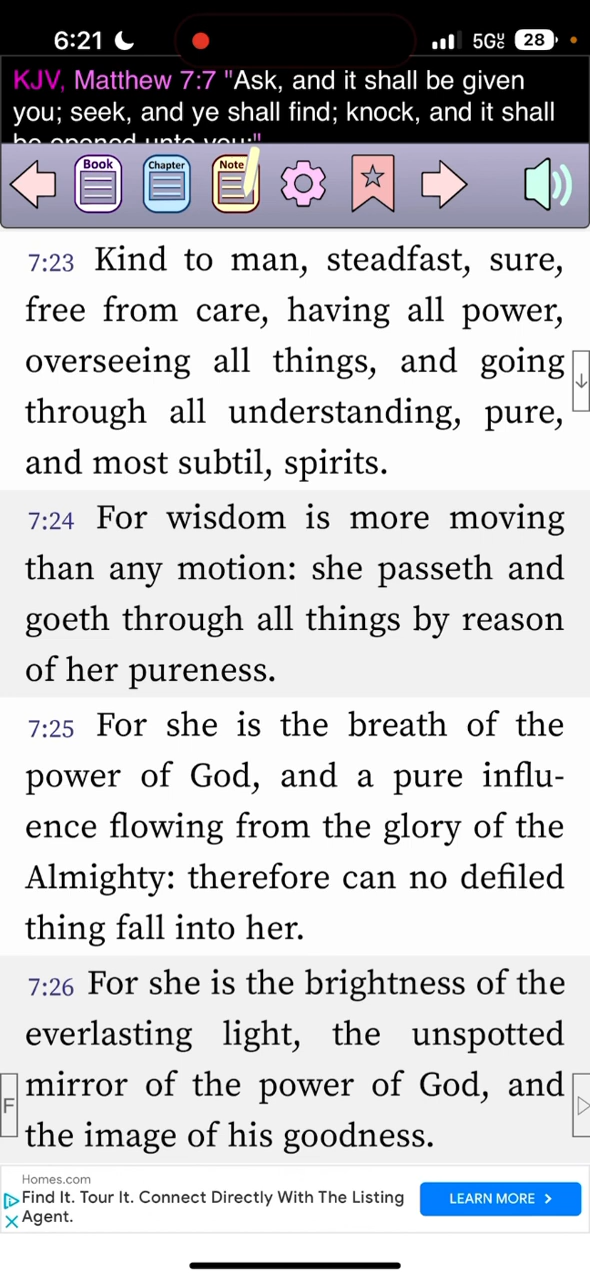 6:21
5G
28
KJV, Matthew 7:7 "Ask, and it shall be given
you; seek, and ye shall find; knock, and it shall
be opened unto you:"
Book
Chapter
Note
7:23 Kind to man, steadfast, sure,
free from care, having all power,
overseeing all things, and going
through all understanding, pure,
and most subtil, spirits.
7:24 For wisdom is more moving
than any motion: she passeth and
goeth through all things by reason
of her pureness.
7:25 For she is the breath of the
power of God, and a pure influ-
ence flowing from the glory of the
Almighty: therefore can no defiled
thing fall into her.
7:26 For she is the brightness of the
everlasting light, the unspotted
F
mirror of the power of God, and
the image of his goodness.
Homes.com
Find It. Tour It. Connect Directly With The Listing
Agent.
LEARN MORE